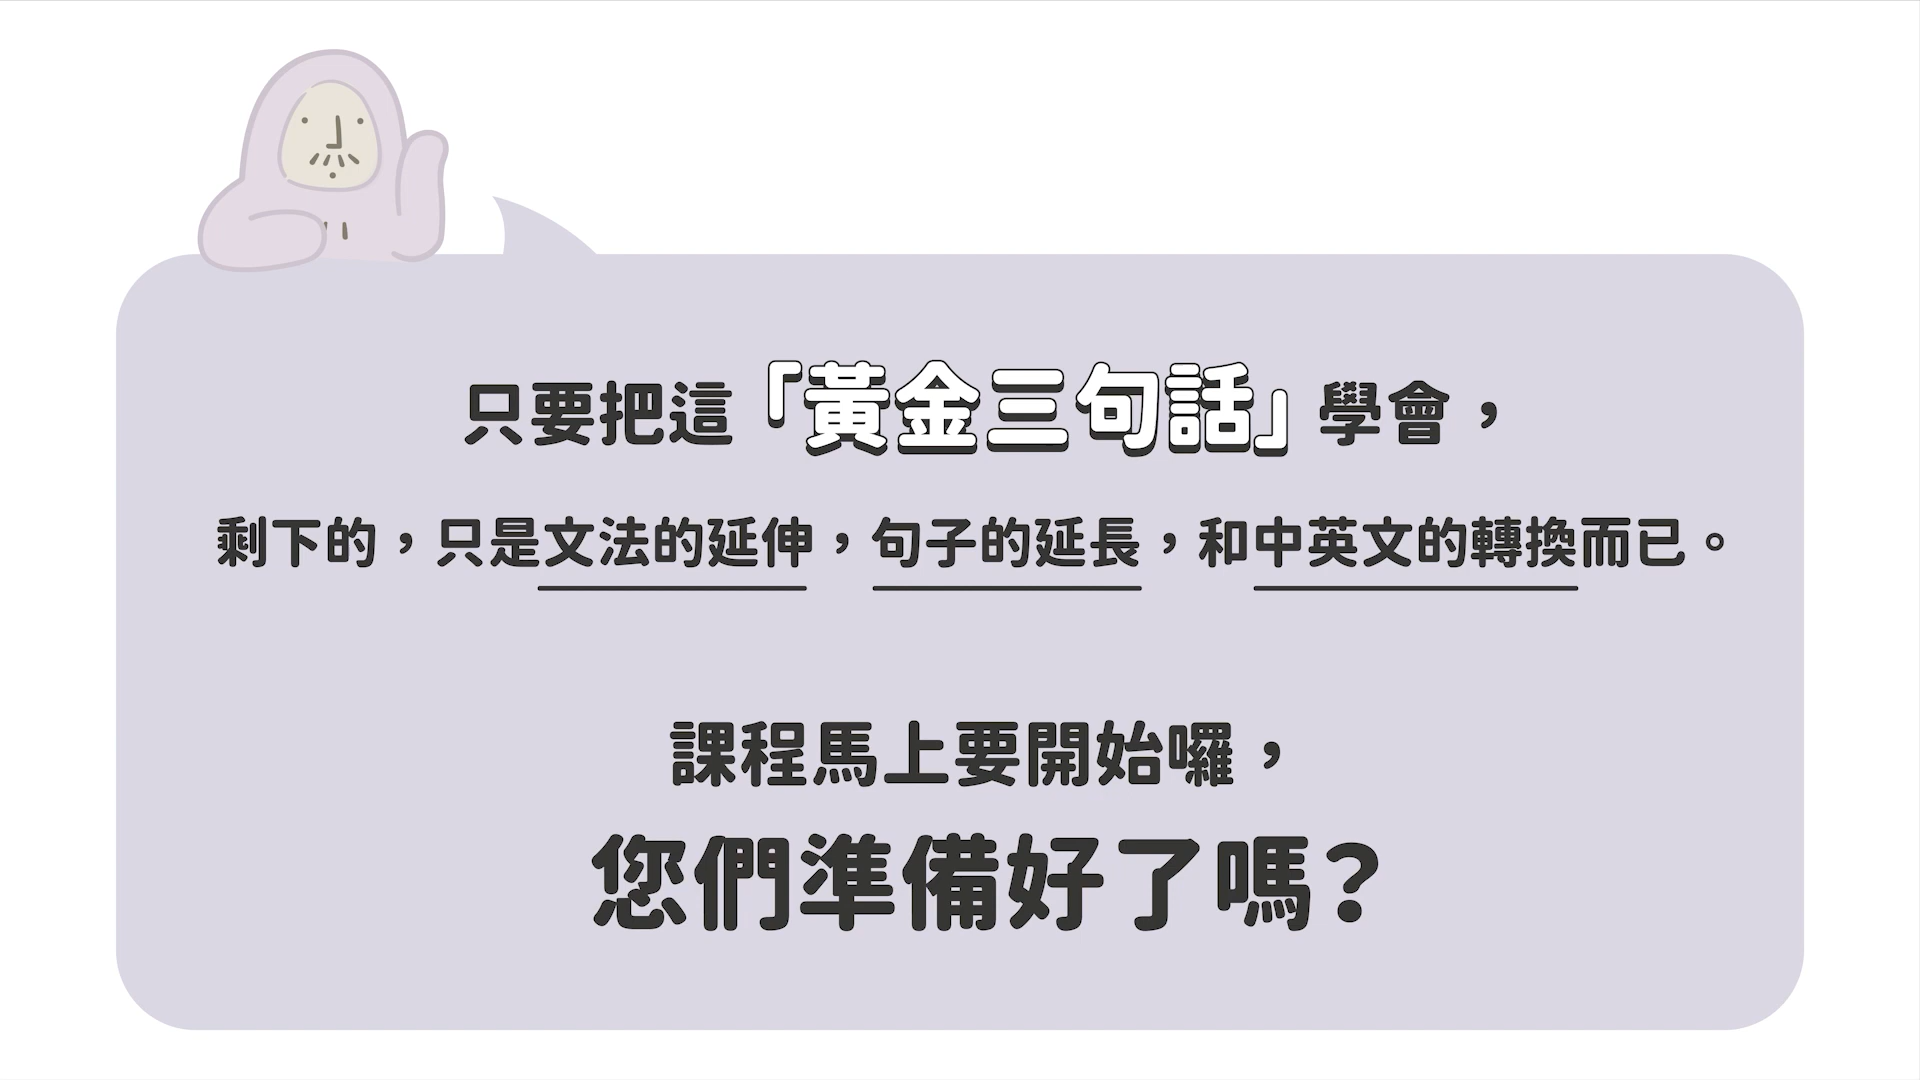 只要把這「黃金三句話」學會，
剩下的，只是文法的延伸，句子的延長，和中英文的轉換而已。
課程馬上要開始囉，
您們準備好了嗎？